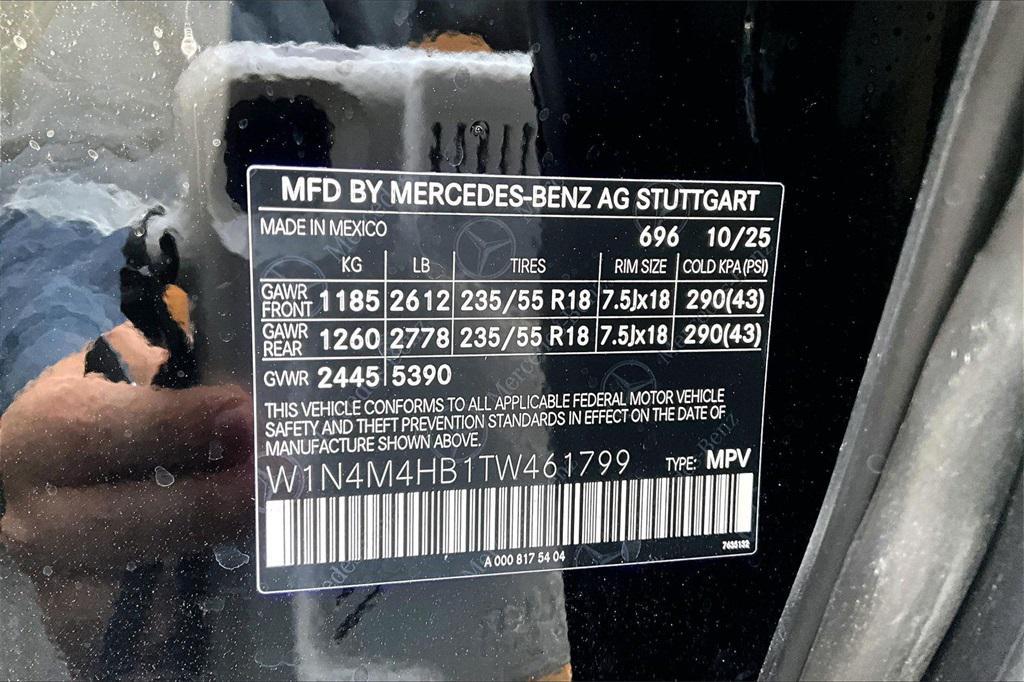 MFD BY MERCEDES-BENZ AG STUTTGART
MADE IN MEXICO 696 10/25
KG LB TIRES RIM SIZE COLD KPA (PSI)
GAWR FRONT 1185 2612 235/55 R18 7.5Jx18 290(43)
GAWR REAR 1260 2778 235/55 R18 7.5Jx18 290(43)
GVWR 2445 5390
THIS VEHICLE CONFORMS TO ALL APPLICABLE FEDERAL MOTOR VEHICLE
SAFETY AND THEFT PREVENTION STANDARDS IN EFFECT ON THE DATE OF
MANUFACTURE SHOWN ABOVE.
W1N4M4HB1TW461799 TYPE: MPV
A 000 817 54 04 7435132